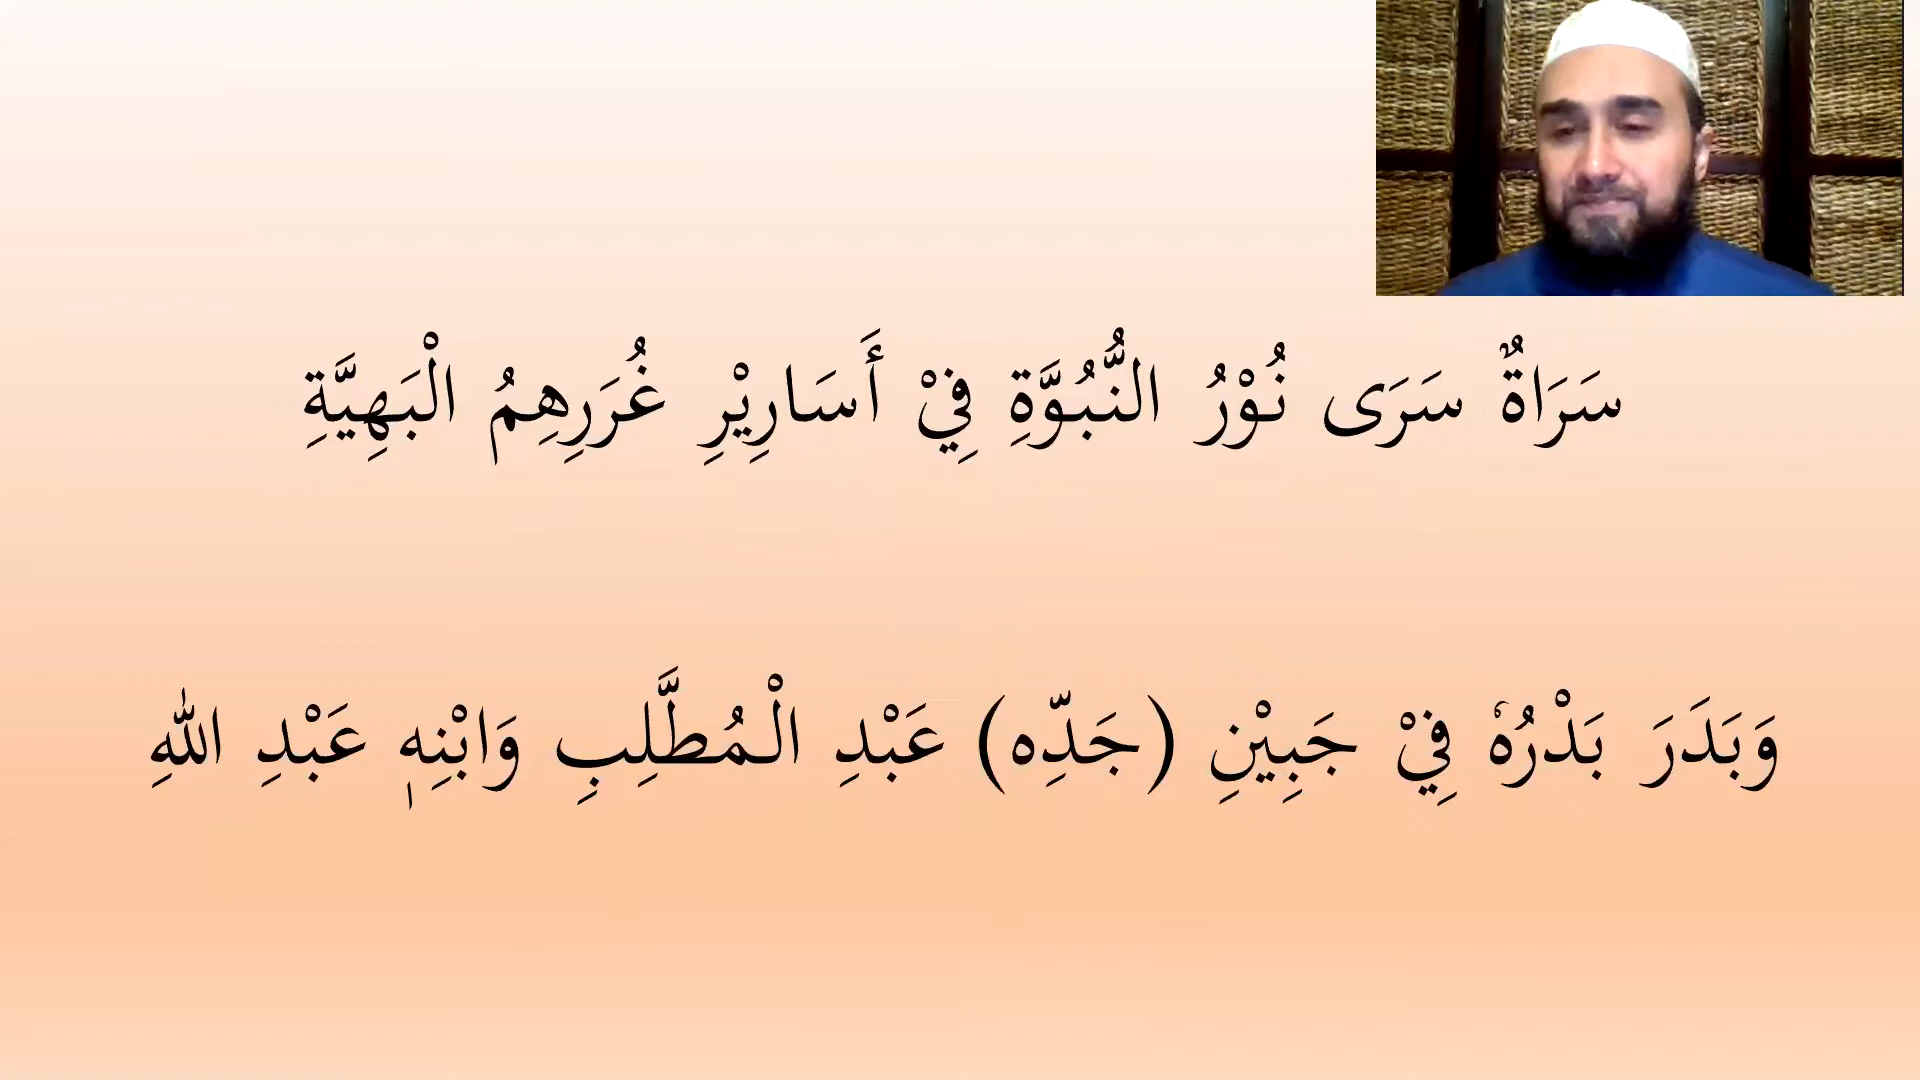 سَرَاةٌ سَرَى نُوْرُ النُّبُوَّةِ فِيْ أَسَارِيْرِ غُرَرِهِمُ الْبَهِيَّةِ
وَبَدَرَ بَدْرُهٗ فِيْ جَبِيْنِ (جَدِّه) عَبْدِ الْمُطَّلِبِ وَابْنِهٖ عَبْدِ اللهِ